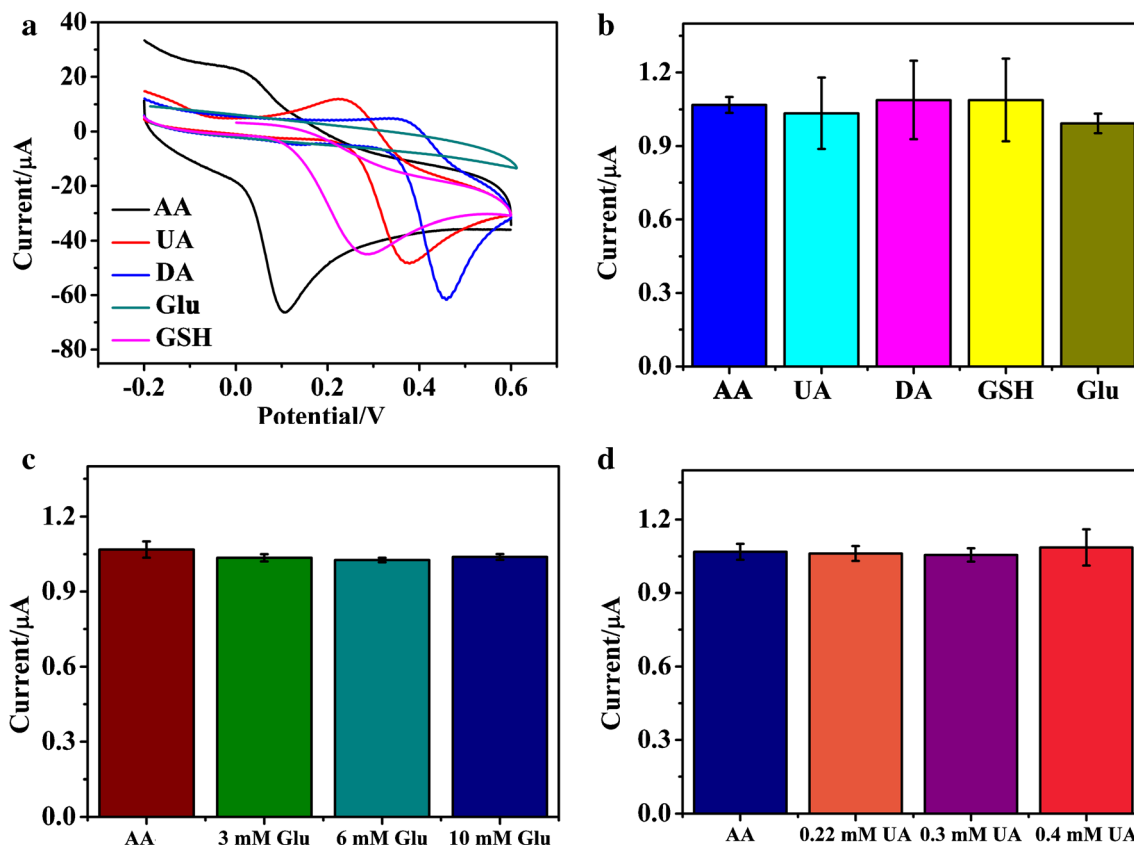 a
40
20
0
-20
-40
-60
-80
Current/μA
AA
UA
DA
Glu
GSH
-0.2 0.0 0.2 0.4 0.6
Potential/V
b
1.2
0.9
0.6
0.3
0.0
Current/μA
AA UA DA GSH Glu
c
1.2
0.9
0.6
0.3
0.0
Current/μA
AA 3 mM Glu 6 mM Glu 10 mM Glu
d
1.2
0.9
0.6
0.3
0.0
Current/μA
AA 0.22 mM UA 0.3 mM UA 0.4 mM UA